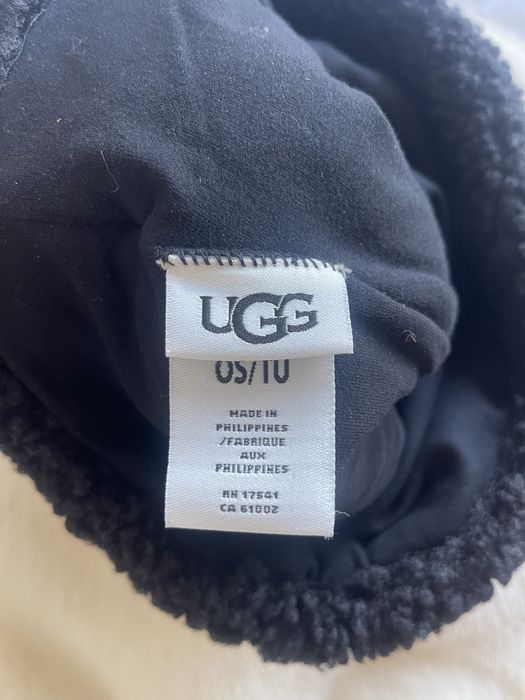 UGG
OS/TU
MADE IN
PHILIPPINES
/FABRIQUE
AUX
PHILIPPINES
RN 17541
CA 61002